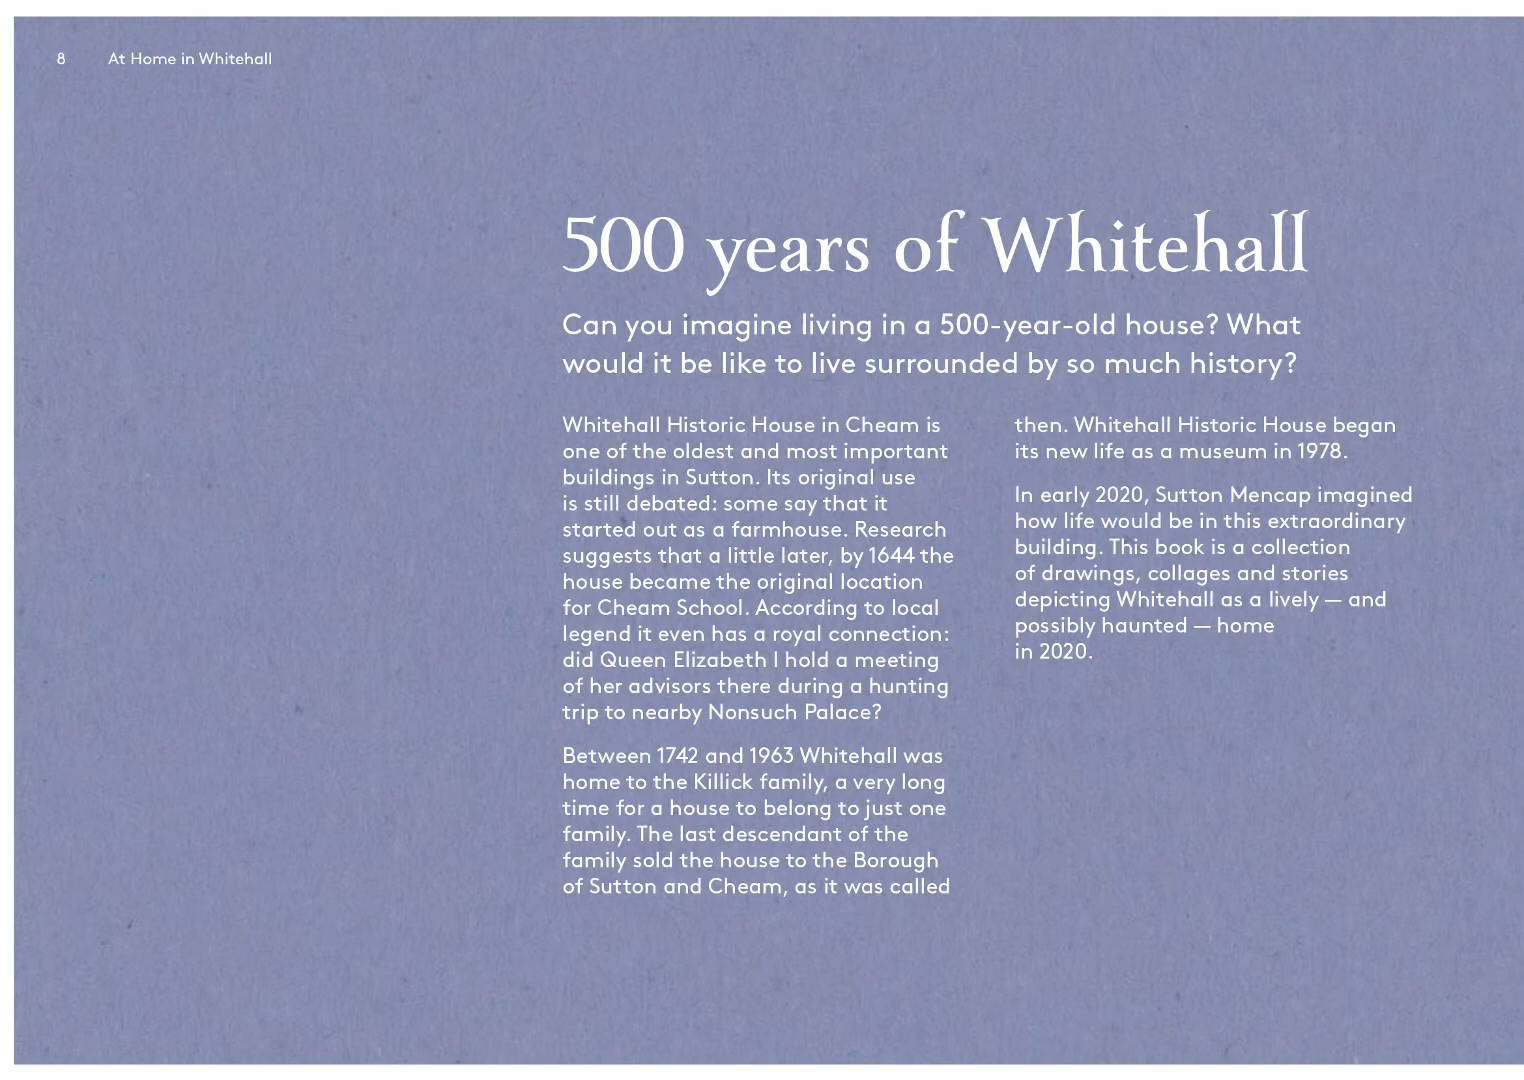 8 At Home in Whitehall
500 years of Whitehall
Can you imagine living in a 500-year-old house? What
would it be like to live surrounded by so much history?
Whitehall Historic House in Cheam is
one of the oldest and most important
buildings in Sutton. Its original use
is still debated: some say that it
started out as a farmhouse. Research
suggests that a little later, by 1644 the
house became the original location
for Cheam School. According to local
legend it even has a royal connection:
did Queen Elizabeth I hold a meeting
of her advisors there during a hunting
trip to nearby Nonsuch Palace?
Between 1742 and 1963 Whitehall was
home to the Killick family, a very long
time for a house to belong to just one
family. The last descendant of the
family sold the house to the Borough
of Sutton and Cheam, as it was called
then. Whitehall Historic House began
its new life as a museum in 1978.
In early 2020, Sutton Mencap imagined
how life would be in this extraordinary
building. This book is a collection
of drawings, collages and stories
depicting Whitehall as a lively — and
possibly haunted — home
in 2020.